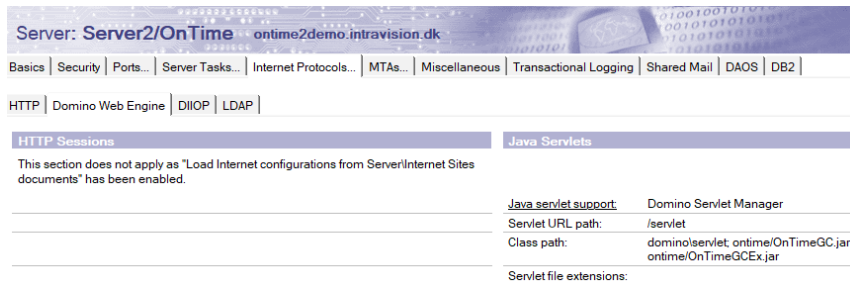 Server: Server2/OnTime ontime2demo.intravision.dk
Basics | Security | Ports... | Server Tasks... | Internet Protocols... | MTAs... | Miscellaneous | Transactional Logging | Shared Mail | DAOS | DB2 |
HTTP | Domino Web Engine | DIIOP | LDAP |
HTTP Sessions
This section does not apply as "Load Internet configurations from Server\Internet Sites
documents" has been enabled.
Java Servlets
Java servlet support: Domino Servlet Manager
Servlet URL path: /servlet
Class path: domino\servlet; ontime/OnTimeGC.jar
ontime/OnTimeGCEx.jar
Servlet file extensions: